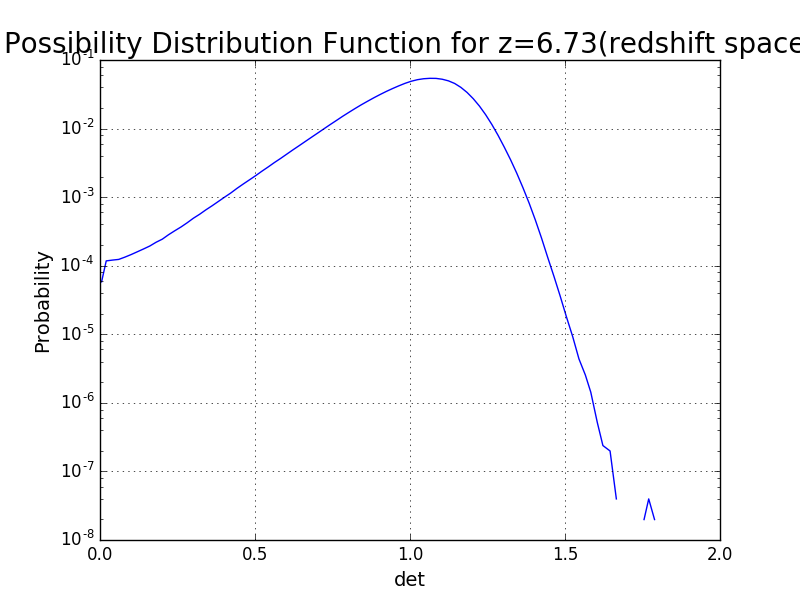 Possibility Distribution Function for z=6.73(redshift space
10^-1
10^-2
10^-3
10^-4
10^-5
10^-6
10^-7
10^-8
Probability
0.0 0.5 1.0 1.5 2.0
det